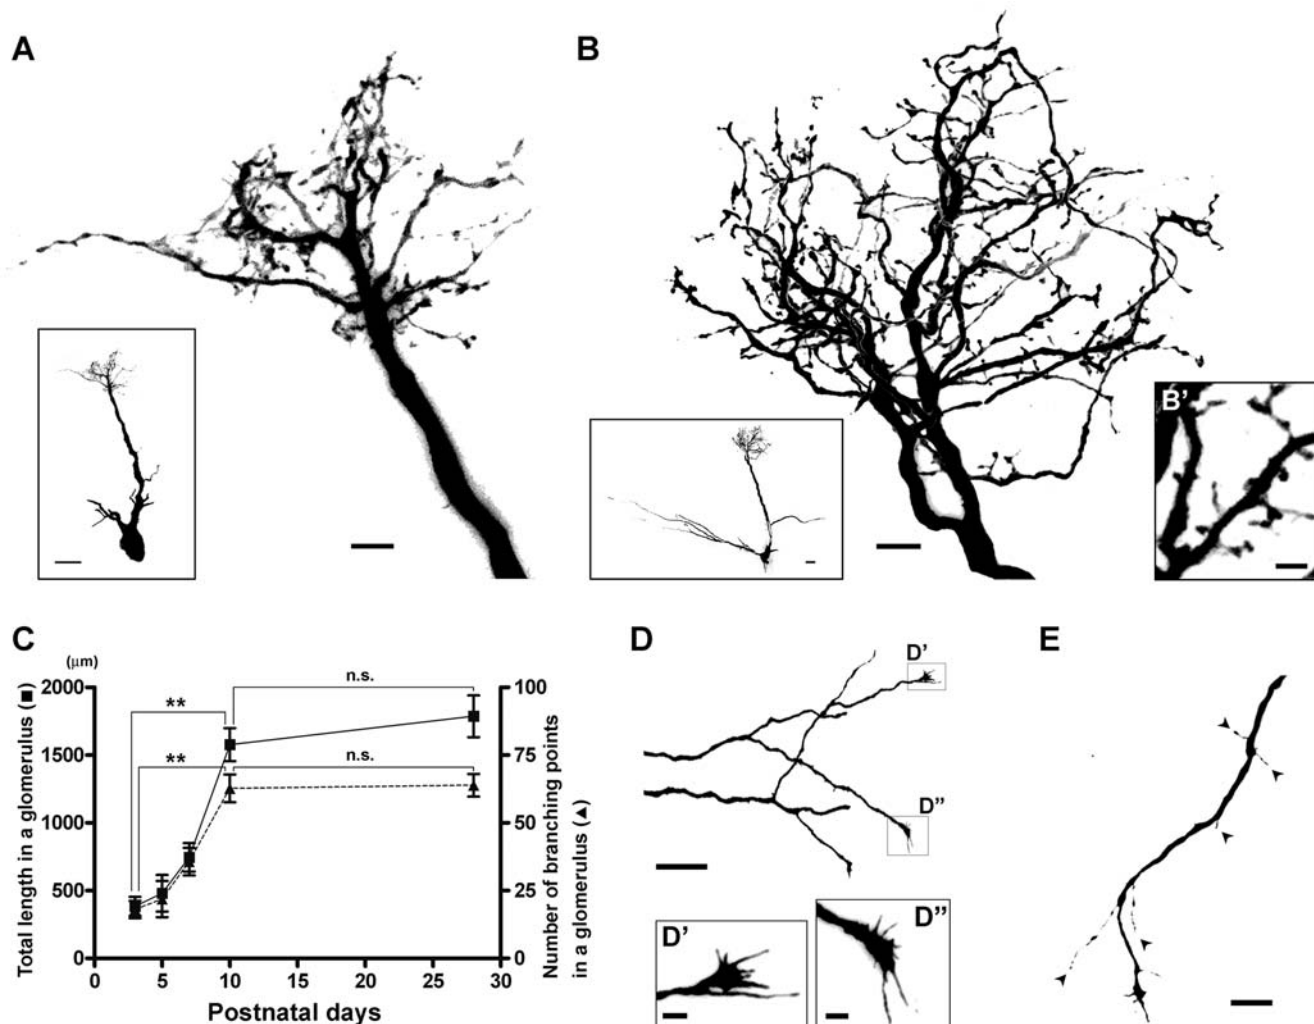 A
B
B’
C
(µm)
Total length in a glomerulus (■)
2000
1500
1000
500
0
**
**
n.s.
n.s.
100
75
50
25
0
Number of branching points
in a glomerulus (▲)
0 5 10 15 20 25 30
Postnatal days
D
D’
D’’
D’
D’’
E